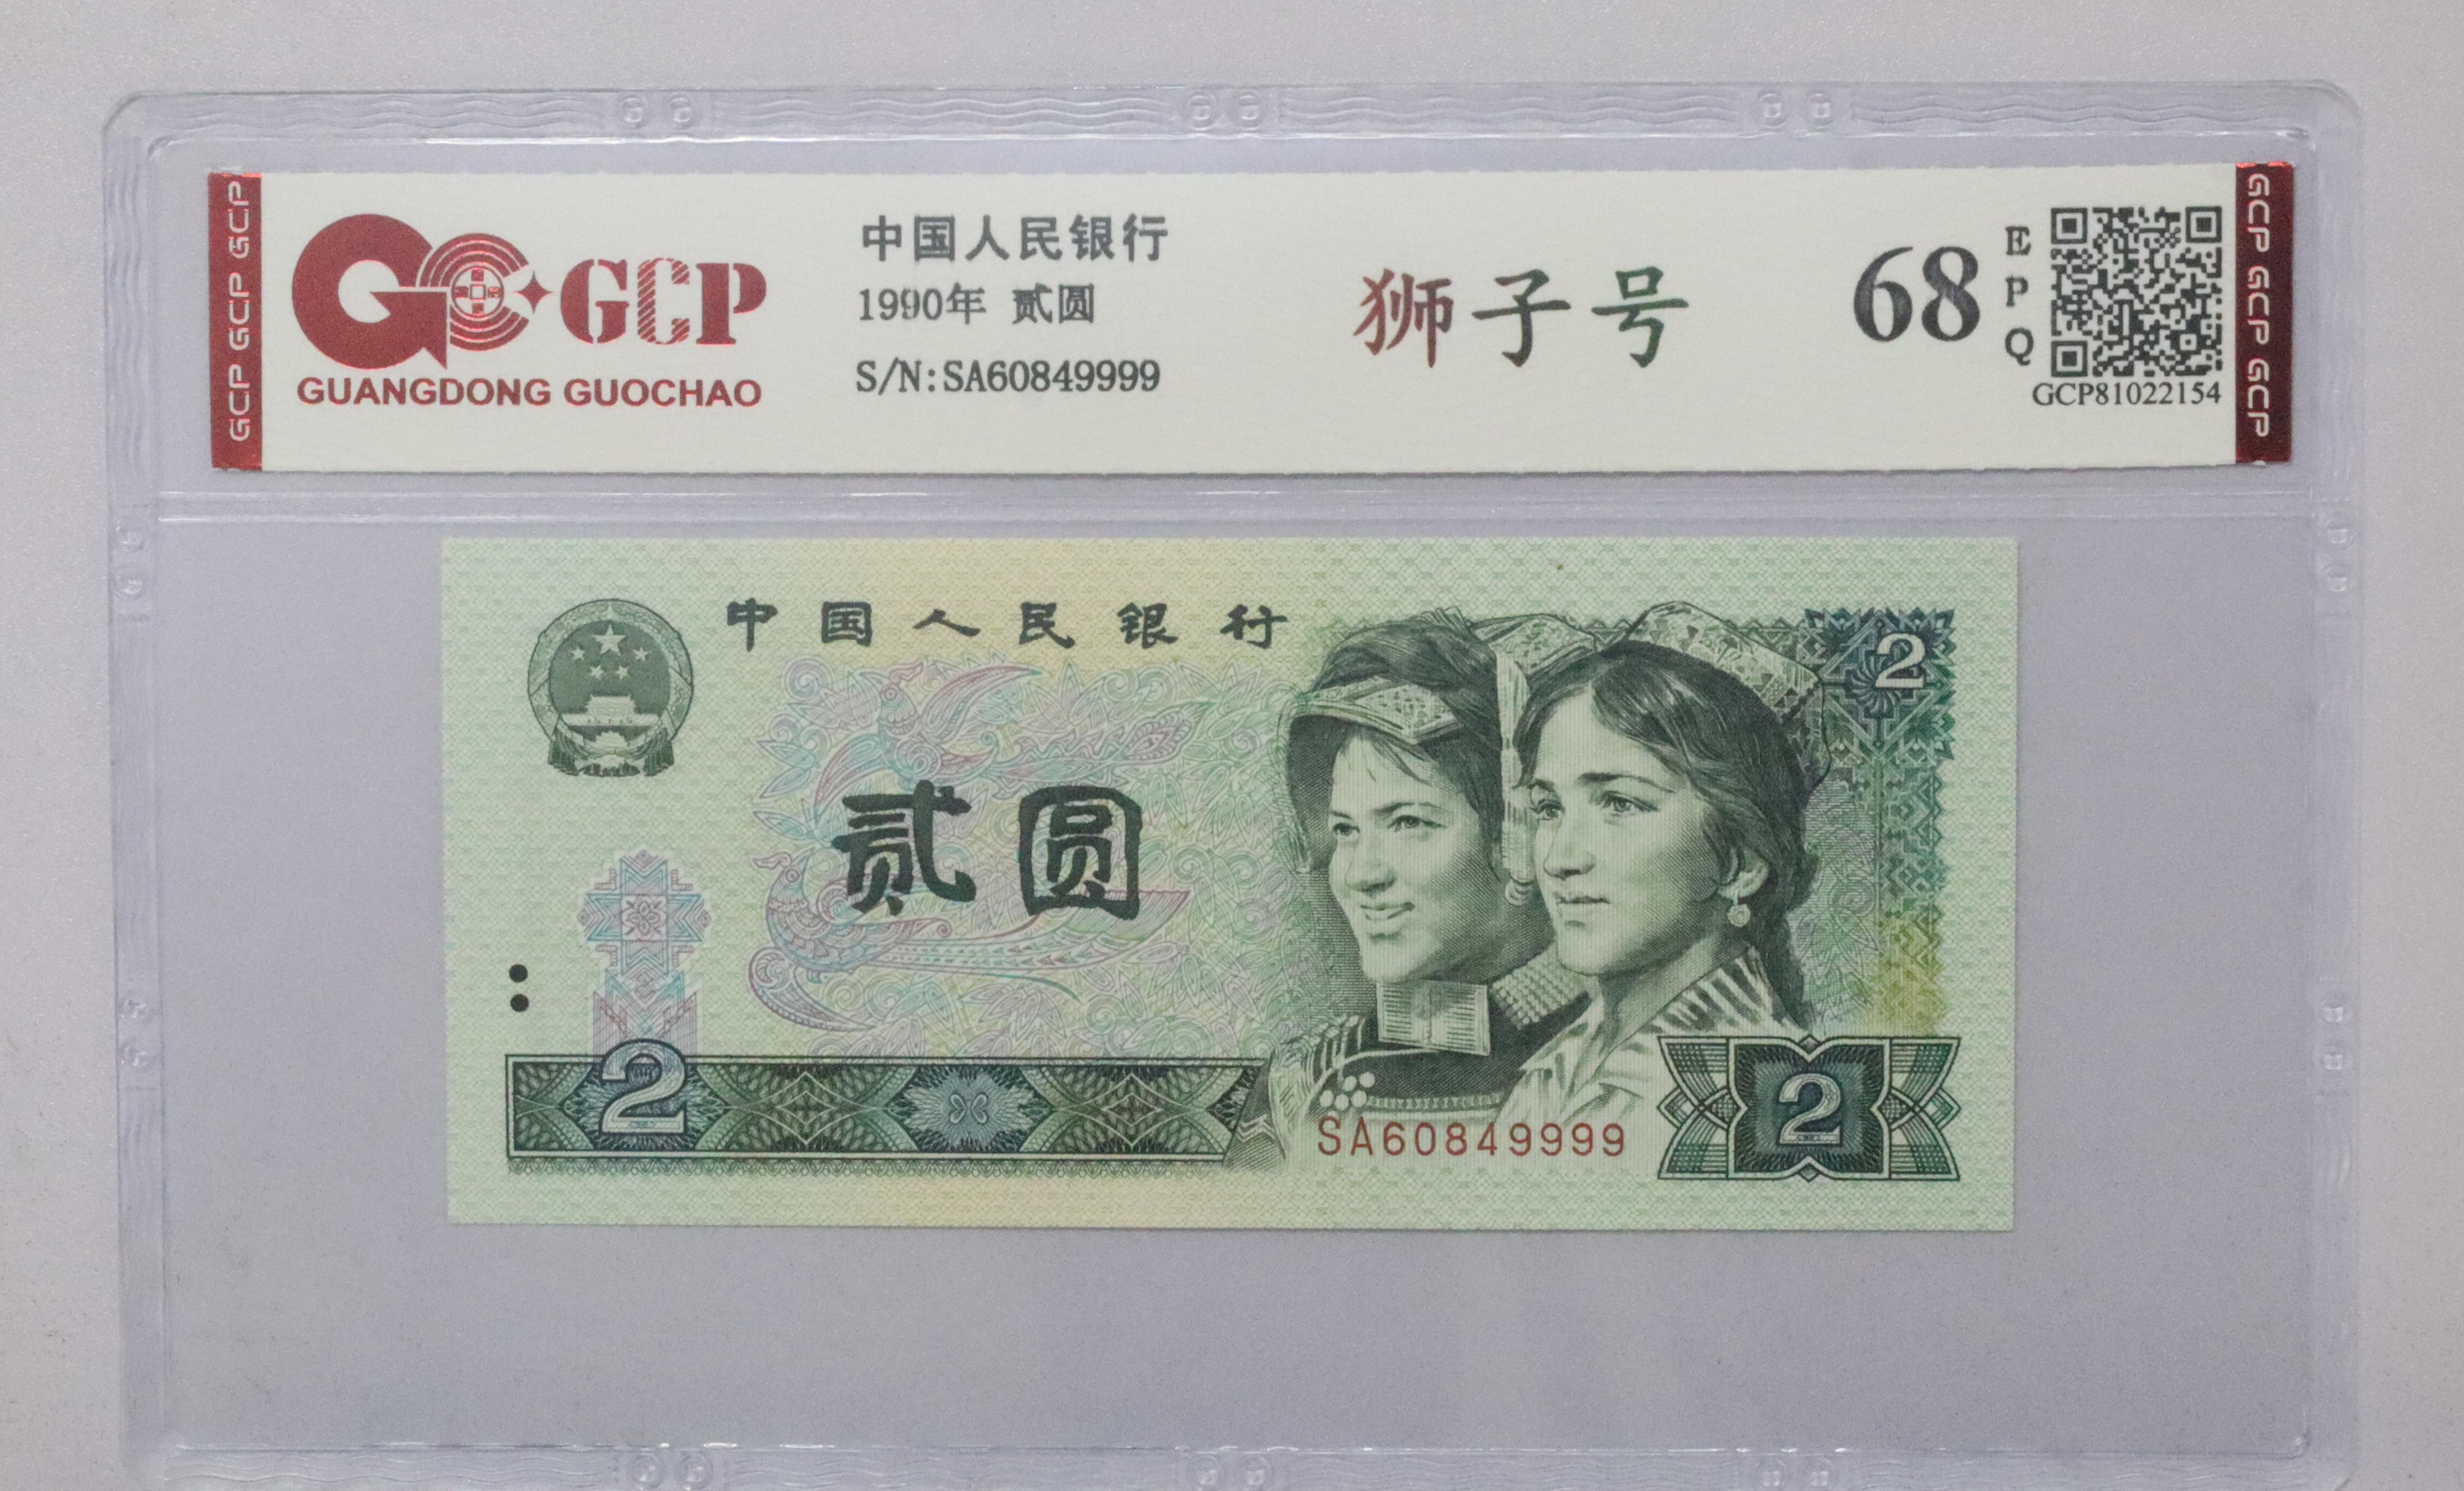 GCP GCP GCP
GCP
GUANGDONG GUOCHAO
中国人民银行
1990年 贰圆
S/N:SA60849999
狮子号
68
EPQ
GCP81022154
GCP GCP GCP
中国人民银行
2
贰圆
2
SA60849999
2